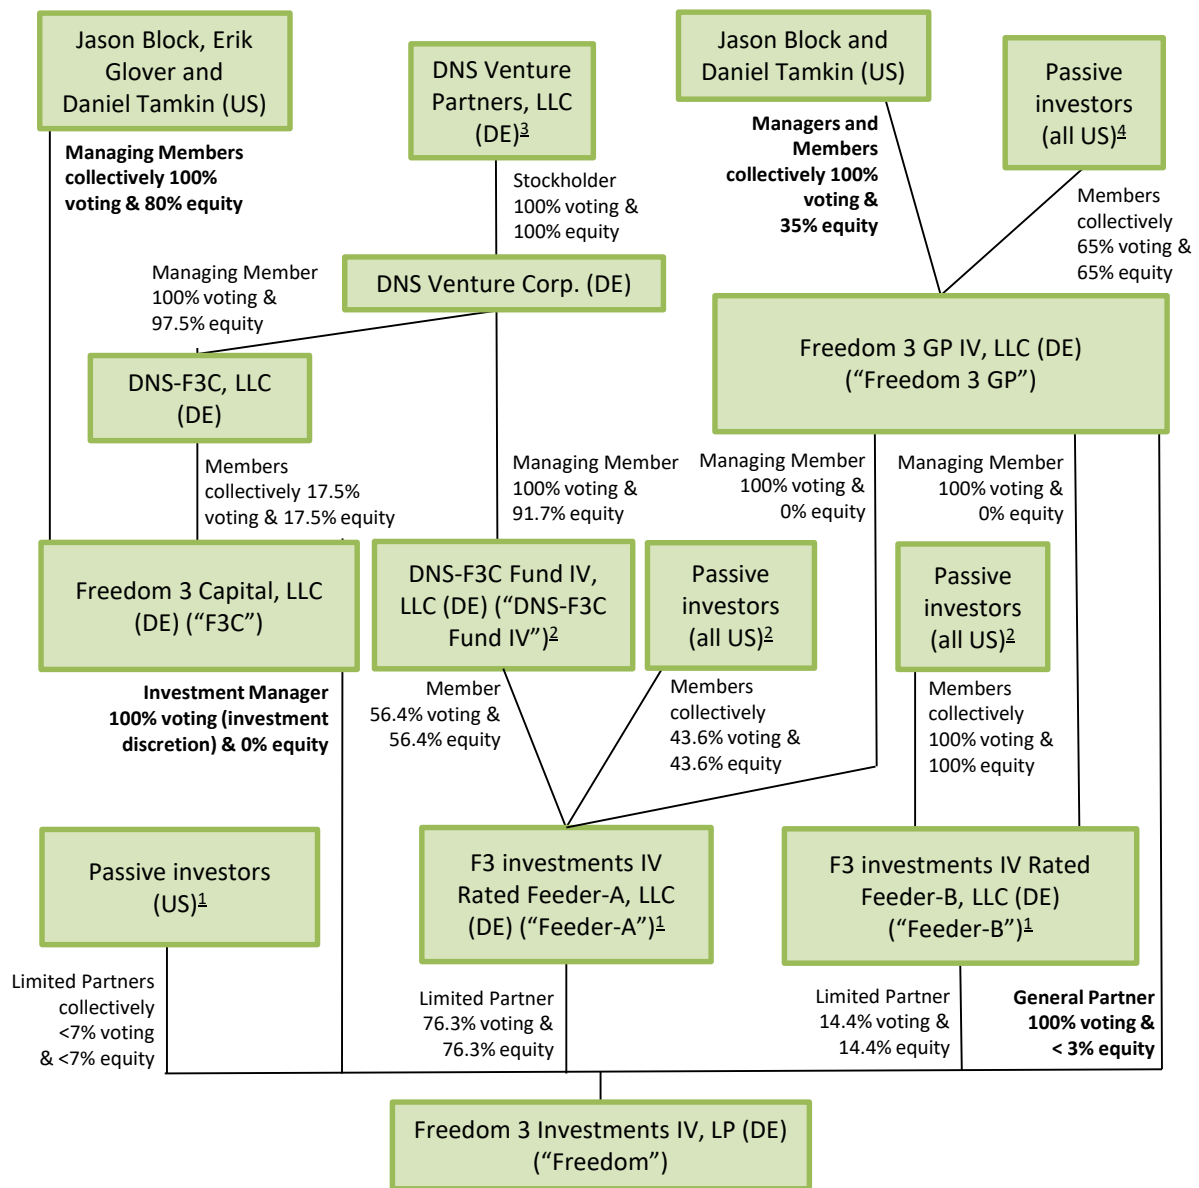 Jason Block, Erik
Glover and
Daniel Tamkin (US)
DNS Venture
Partners, LLC
(DE)3
Jason Block and
Daniel Tamkin (US)
Passive
investors
(all US)4
Managing Members
collectively 100%
voting & 80% equity
Stockholder
100% voting &
100% equity
Managers and
Members
collectively 100%
voting &
35% equity
Members
collectively
65% voting &
65% equity
Managing Member
100% voting &
97.5% equity
DNS Venture Corp. (DE)
Freedom 3 GP IV, LLC (DE)
(“Freedom 3 GP”)
DNS-F3C, LLC
(DE)
Members
collectively 17.5%
voting & 17.5% equity
Managing Member
100% voting &
91.7% equity
Managing Member
100% voting &
0% equity
Managing Member
100% voting &
0% equity
Freedom 3 Capital, LLC
(DE) (“F3C”)
DNS-F3C Fund IV,
LLC (DE) (“DNS-F3C
Fund IV”)2
Passive
investors
(all US)2
Passive
investors
(all US)2
Investment Manager
100% voting (investment
discretion) & 0% equity
Member
56.4% voting &
56.4% equity
Members
collectively
43.6% voting &
43.6% equity
Members
collectively
100% voting &
100% equity
Passive investors
(US)1
F3 investments IV
Rated Feeder-A, LLC
(DE) (“Feeder-A”)1
F3 investments IV Rated
Feeder-B, LLC (DE)
(“Feeder-B”)1
Limited Partners
collectively
<7% voting
& <7% equity
Limited Partner
76.3% voting &
76.3% equity
Limited Partner
14.4% voting &
14.4% equity
General Partner
100% voting &
< 3% equity
Freedom 3 Investments IV, LP (DE)
(“Freedom”)